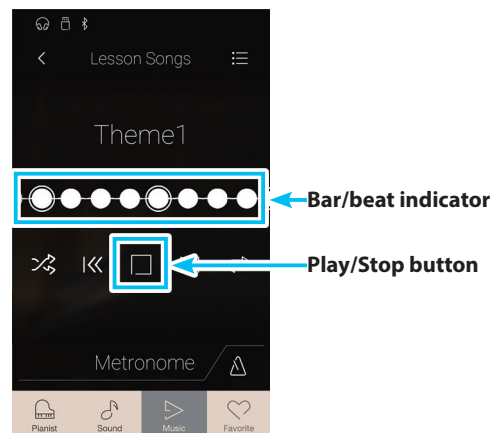 Lesson Songs
Theme1
Bar/beat indicator
Play/Stop button
Metronome
Pianist Sound Music Favorite